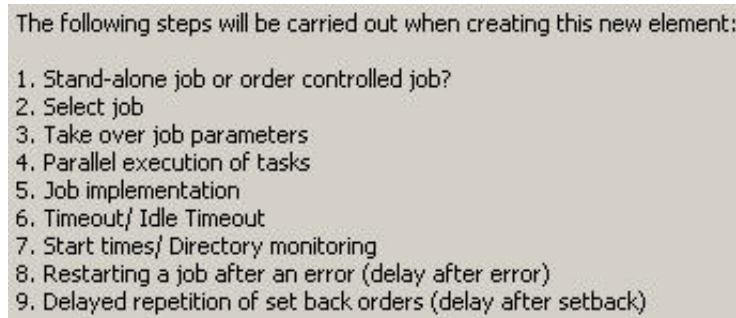 The following steps will be carried out when creating this new element:
1. Stand-alone job or order controlled job?
2. Select job
3. Take over job parameters
4. Parallel execution of tasks
5. Job implementation
6. Timeout/ Idle Timeout
7. Start times/ Directory monitoring
8. Restarting a job after an error (delay after error)
9. Delayed repetition of set back orders (delay after setback)